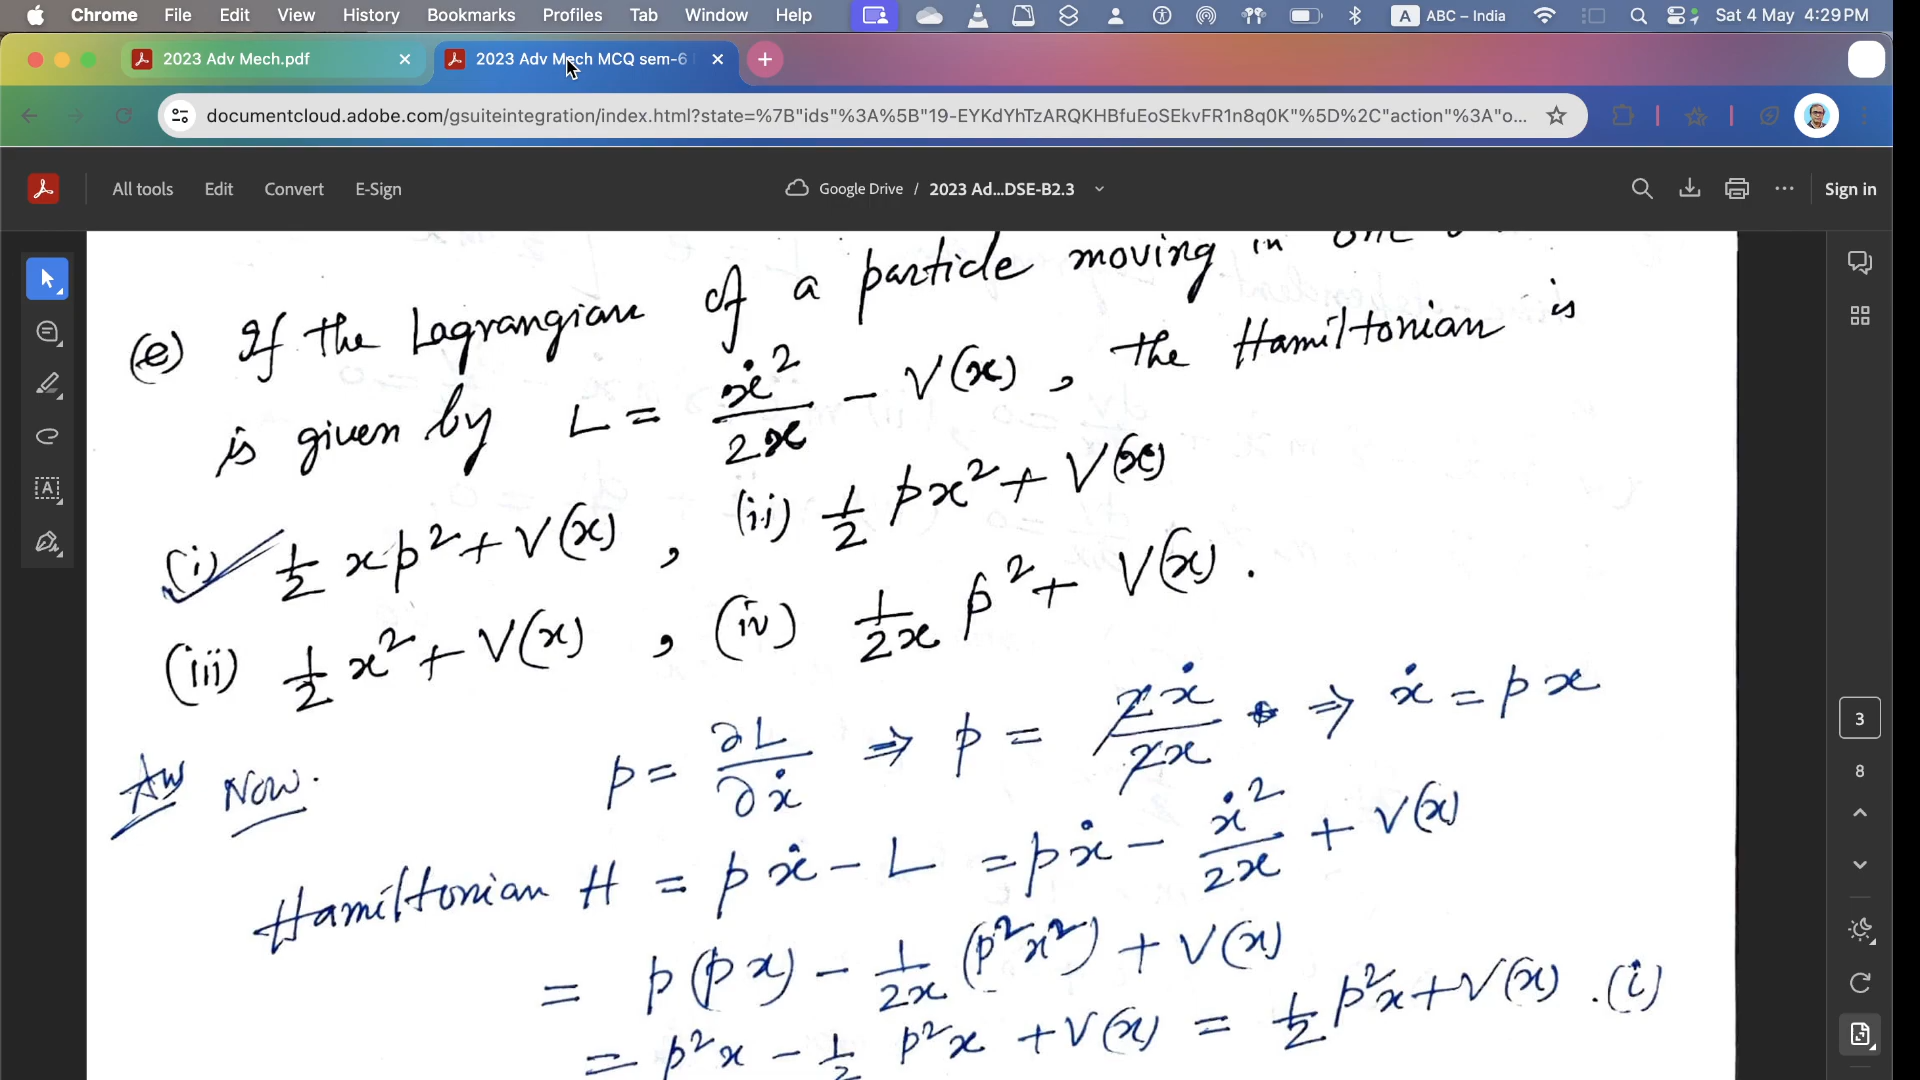 Chrome File Edit View History Bookmarks Profiles Tab Window Help A ABC – India Sat 4 May 4:29 PM
2023 Adv Mech.pdf 2023 Adv Mech MCQ sem-6
documentcloud.adobe.com/gsuiteintegration/index.html?state=%7B"ids"%3A%5B"19-EYKdYhTzARQKHBfuEoSEkvFR1n8q0K"%5D%2C"action"%3A"o...
All tools Edit Convert E-Sign Google Drive / 2023 Ad...DSE-B2.3 Sign in
(e) If the Lagrangian of a particle moving in one
is given by L = ẋ²/2x − V(x), the Hamiltonian is
(i) ½ xp² + V(x), (ii) ½ px² + V(x)
(iii) ½ x² + V(x), (iv) 1/2x p² + V(x).
Ans Now. p = ∂L/∂ẋ ⇒ p = 2ẋ/2x ⇒ ẋ = px
Hamiltonian H = pẋ − L = pẋ − ẋ²/2x + V(x)
= p(px) − 1/2x (p²x²) + V(x)
= p²x − ½ p²x + V(x) = ½ p²x + V(x). (i)
3
8